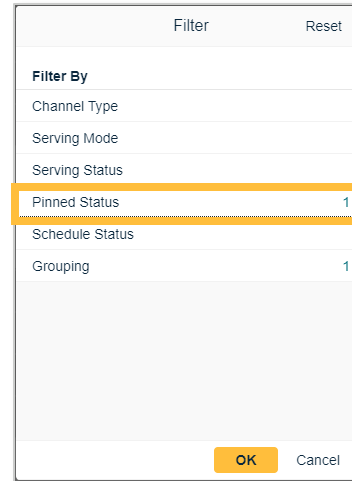 Filter Reset
Filter By
Channel Type
Serving Mode
Serving Status
Pinned Status 1
Schedule Status
Grouping 1
OK Cancel